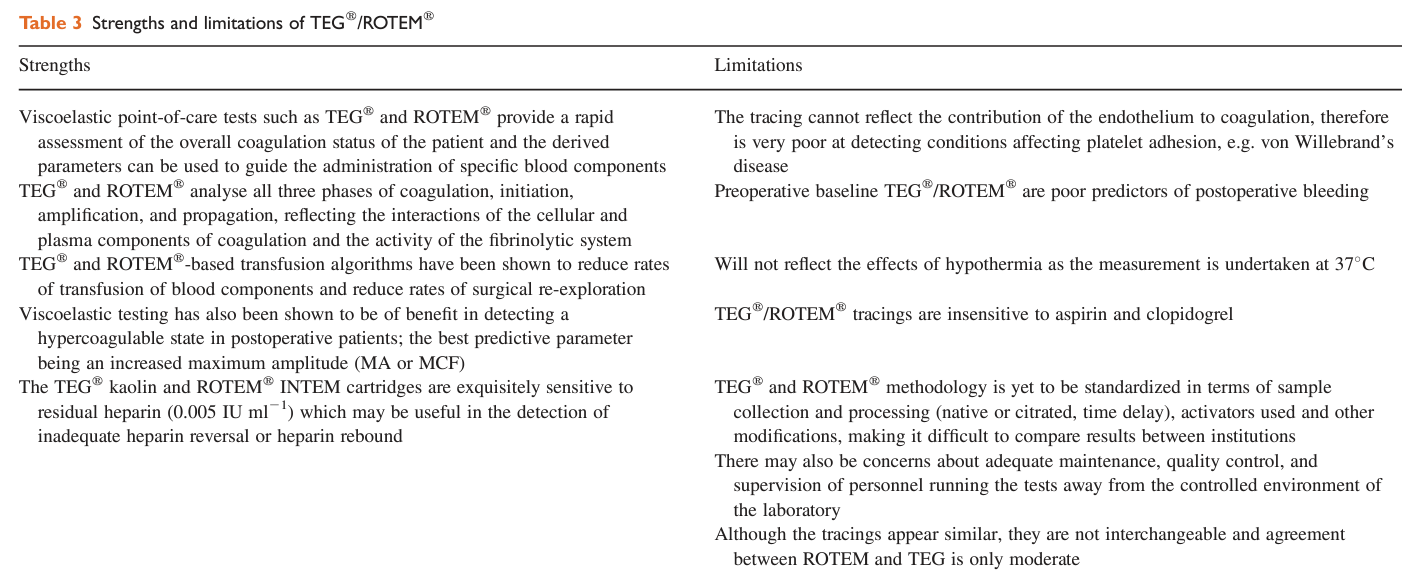 Table 3 Strengths and limitations of TEG®/ROTEM®
Strengths
Limitations
Viscoelastic point-of-care tests such as TEG® and ROTEM® provide a rapid
assessment of the overall coagulation status of the patient and the derived
parameters can be used to guide the administration of specific blood components
The tracing cannot reflect the contribution of the endothelium to coagulation, therefore
is very poor at detecting conditions affecting platelet adhesion, e.g. von Willebrand's
disease
TEG® and ROTEM® analyse all three phases of coagulation, initiation,
amplification, and propagation, reflecting the interactions of the cellular and
plasma components of coagulation and the activity of the fibrinolytic system
Preoperative baseline TEG®/ROTEM® are poor predictors of postoperative bleeding
TEG® and ROTEM®-based transfusion algorithms have been shown to reduce rates
of transfusion of blood components and reduce rates of surgical re-exploration
Will not reflect the effects of hypothermia as the measurement is undertaken at 37°C
Viscoelastic testing has also been shown to be of benefit in detecting a
hypercoagulable state in postoperative patients; the best predictive parameter
being an increased maximum amplitude (MA or MCF)
TEG®/ROTEM® tracings are insensitive to aspirin and clopidogrel
The TEG® kaolin and ROTEM® INTEM cartridges are exquisitely sensitive to
residual heparin (0.005 IU ml⁻¹) which may be useful in the detection of
inadequate heparin reversal or heparin rebound
TEG® and ROTEM® methodology is yet to be standardized in terms of sample
collection and processing (native or citrated, time delay), activators used and other
modifications, making it difficult to compare results between institutions
There may also be concerns about adequate maintenance, quality control, and
supervision of personnel running the tests away from the controlled environment of
the laboratory
Although the tracings appear similar, they are not interchangeable and agreement
between ROTEM and TEG is only moderate